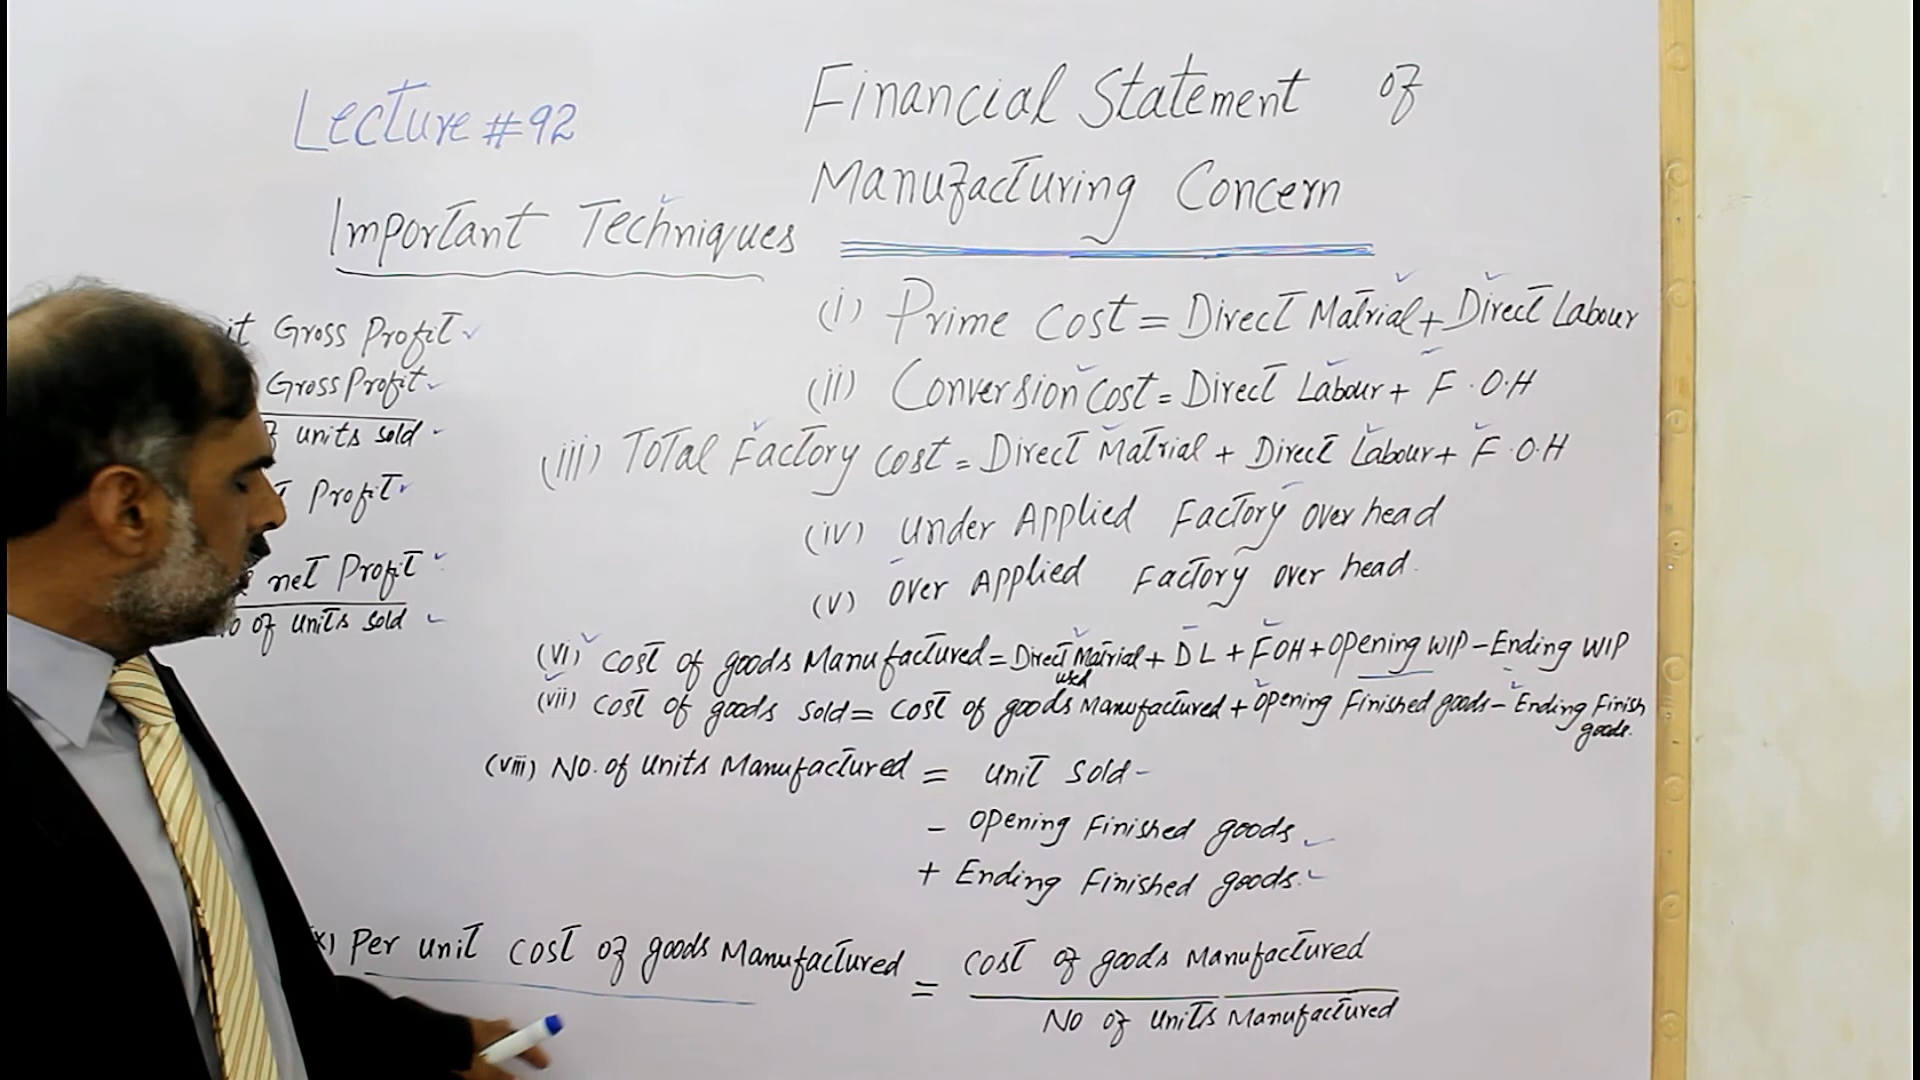 Lecture #92
Financial Statement of
Manufacturing Concern
Important Techniques
it Gross Profit
Gross Profit
units sold
Profit
net Profit
No of units sold
(i) Prime Cost = Direct Matrial + Direct Labour
(ii) Conversion Cost = Direct Labour + F.O.H
(iii) Total Factory Cost = Direct Matrial + Direct Labour + F.O.H
(iv) under Applied Factory over head
(v) over Applied Factory over head.
(vi) Cost of goods Manufactured = Direct Matrial used + DL + FOH + opening WIP - Ending WIP
(vii) Cost of goods sold = Cost of goods Manufactured + opening Finished goods - Ending Finish goods.
(viii) No. of units Manufactured = unit sold
- opening Finished goods
+ Ending Finished goods.
x) Per unit cost of goods Manufactured = cost of goods Manufactured
No of units Manufactured